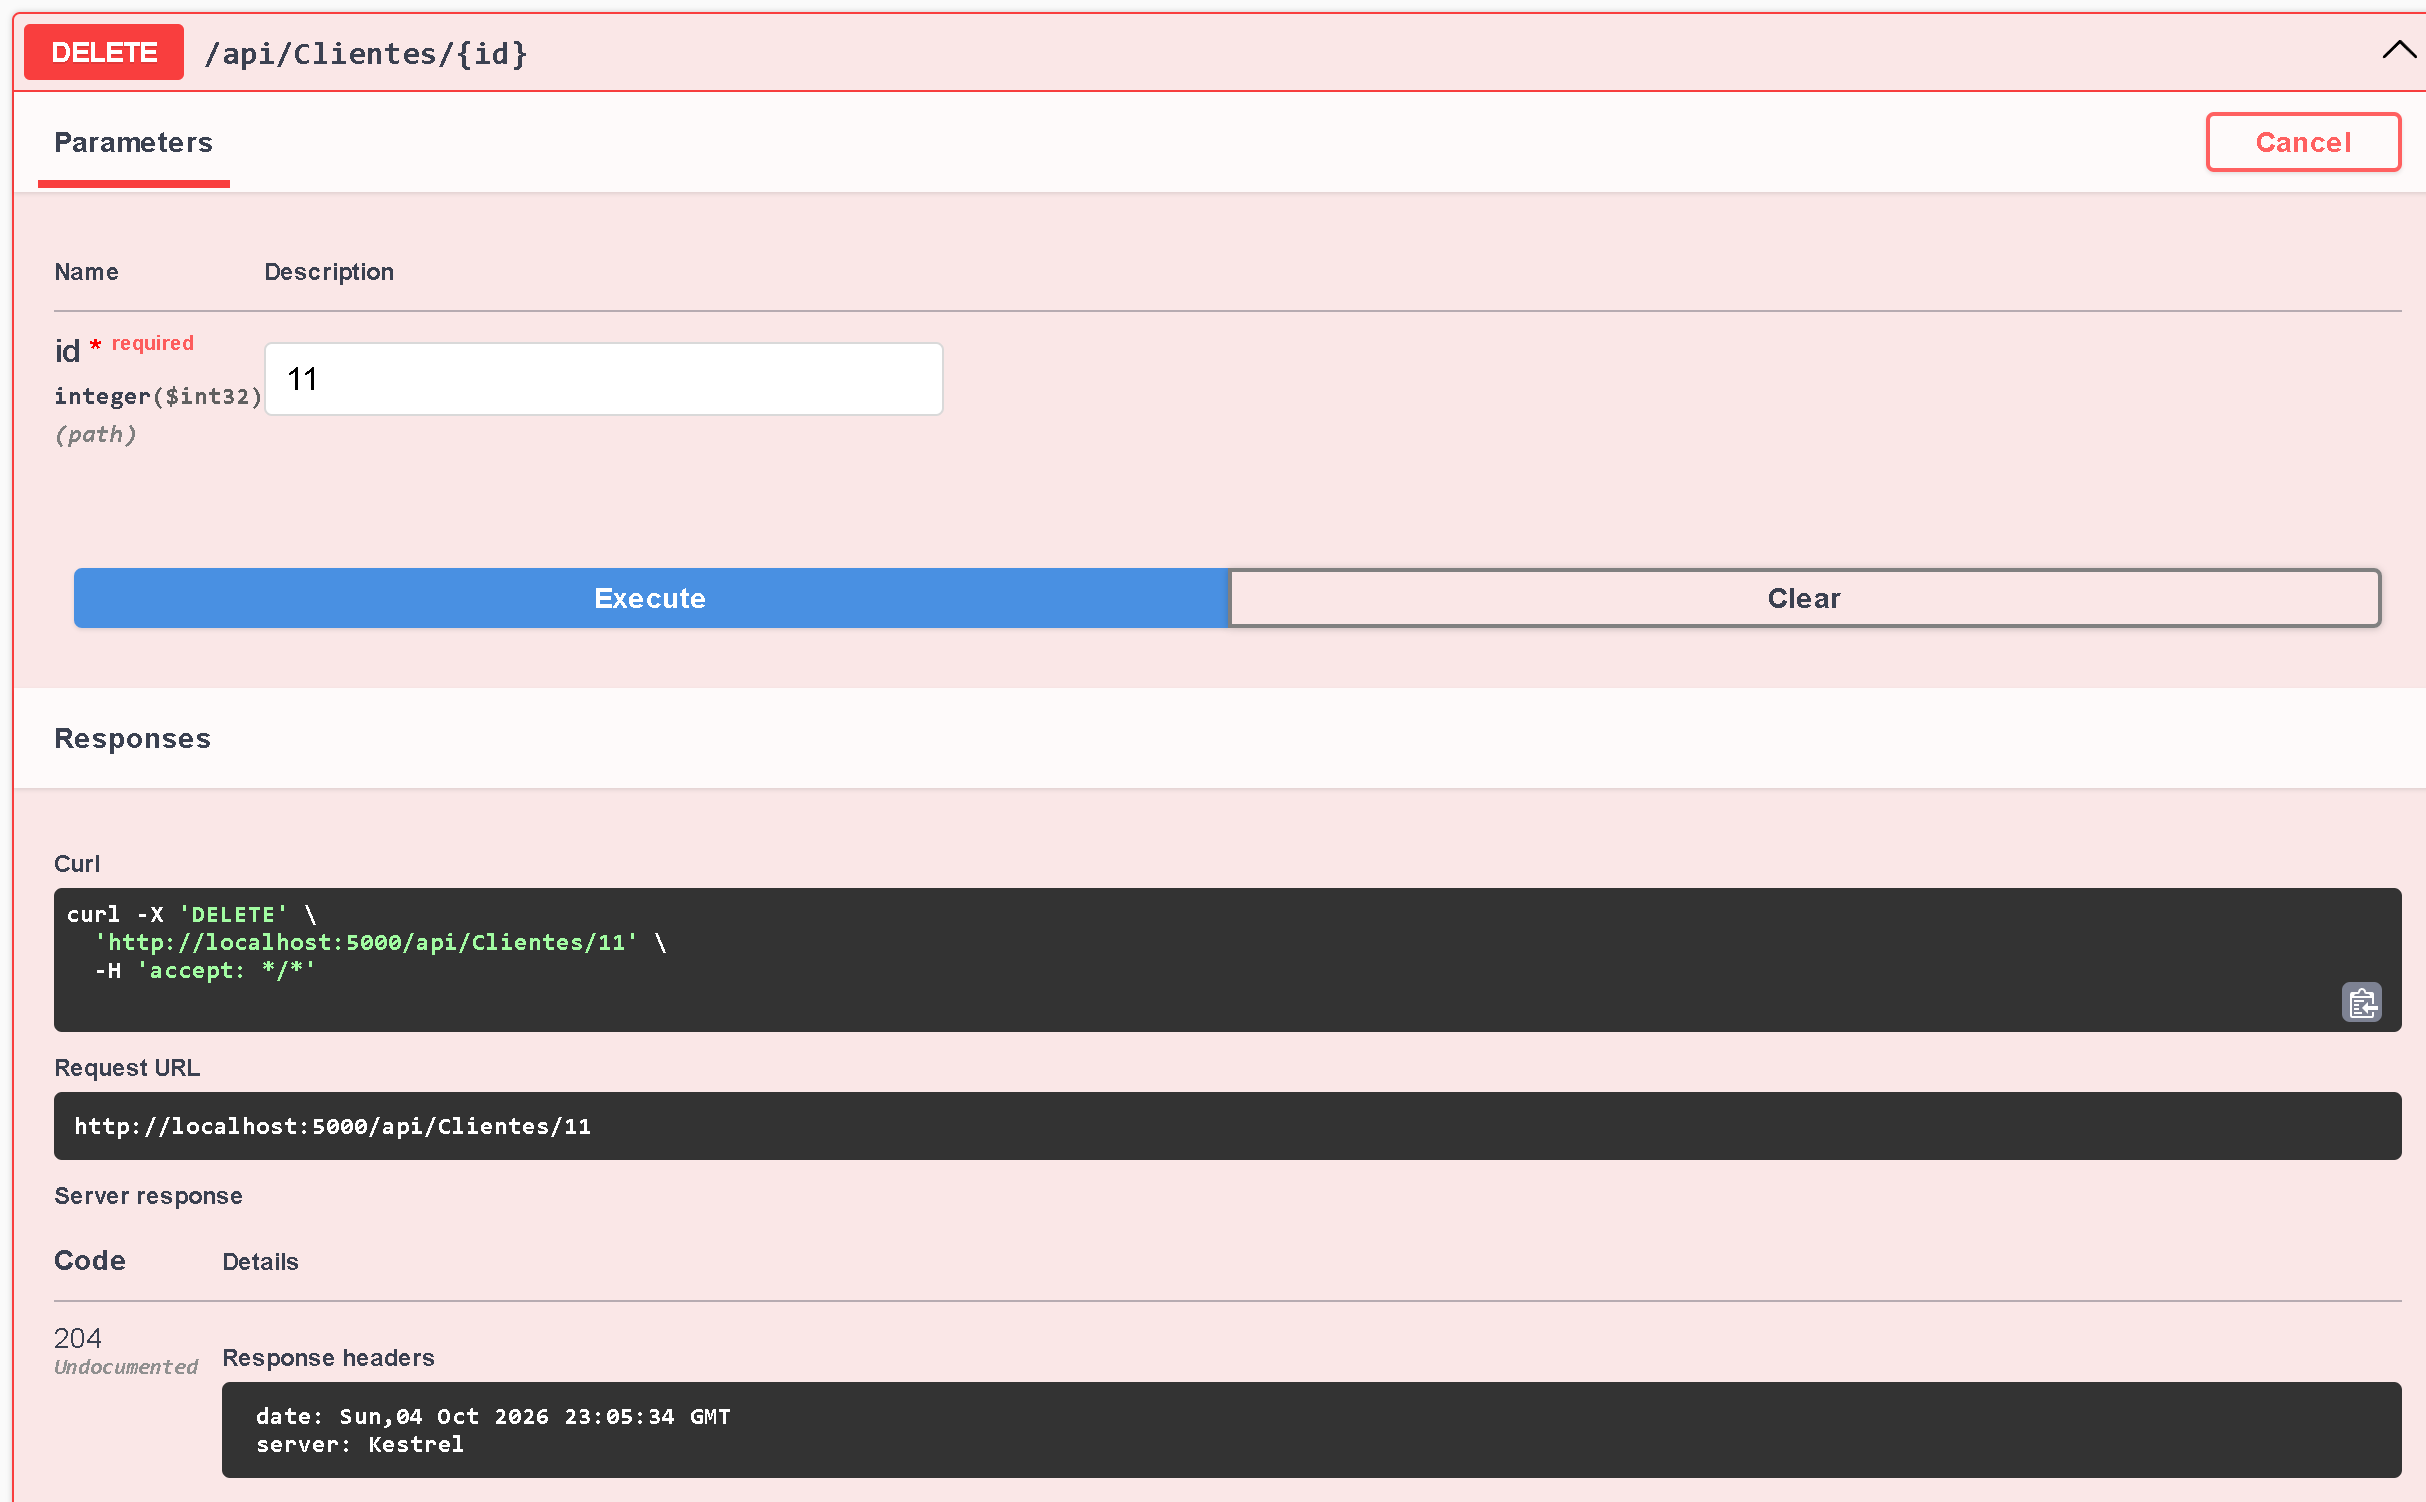 DELETE /api/Clientes/{id}
Parameters
Cancel
Name Description
id * required
integer($int32)
(path)
11
Execute
Clear
Responses
Curl
curl -X 'DELETE' \
  'http://localhost:5000/api/Clientes/11' \
  -H 'accept: */*'
Request URL
http://localhost:5000/api/Clientes/11
Server response
Code Details
204
Undocumented
Response headers
date: Sun,04 Oct 2026 23:05:34 GMT
server: Kestrel